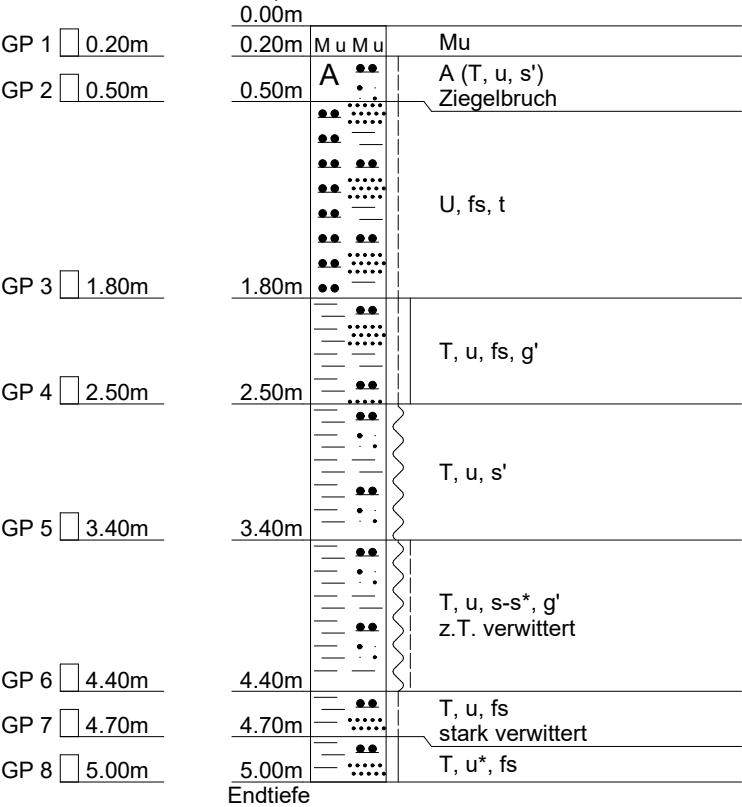 0.00m
GP 1 0.20m 0.20m Mu Mu Mu
GP 2 0.50m 0.50m A A (T, u, s')
Ziegelbruch
U, fs, t
GP 3 1.80m 1.80m
T, u, fs, g'
GP 4 2.50m 2.50m
T, u, s'
GP 5 3.40m 3.40m
T, u, s-s*, g'
z.T. verwittert
GP 6 4.40m 4.40m
T, u, fs
GP 7 4.70m 4.70m stark verwittert
GP 8 5.00m 5.00m T, u*, fs
Endtiefe